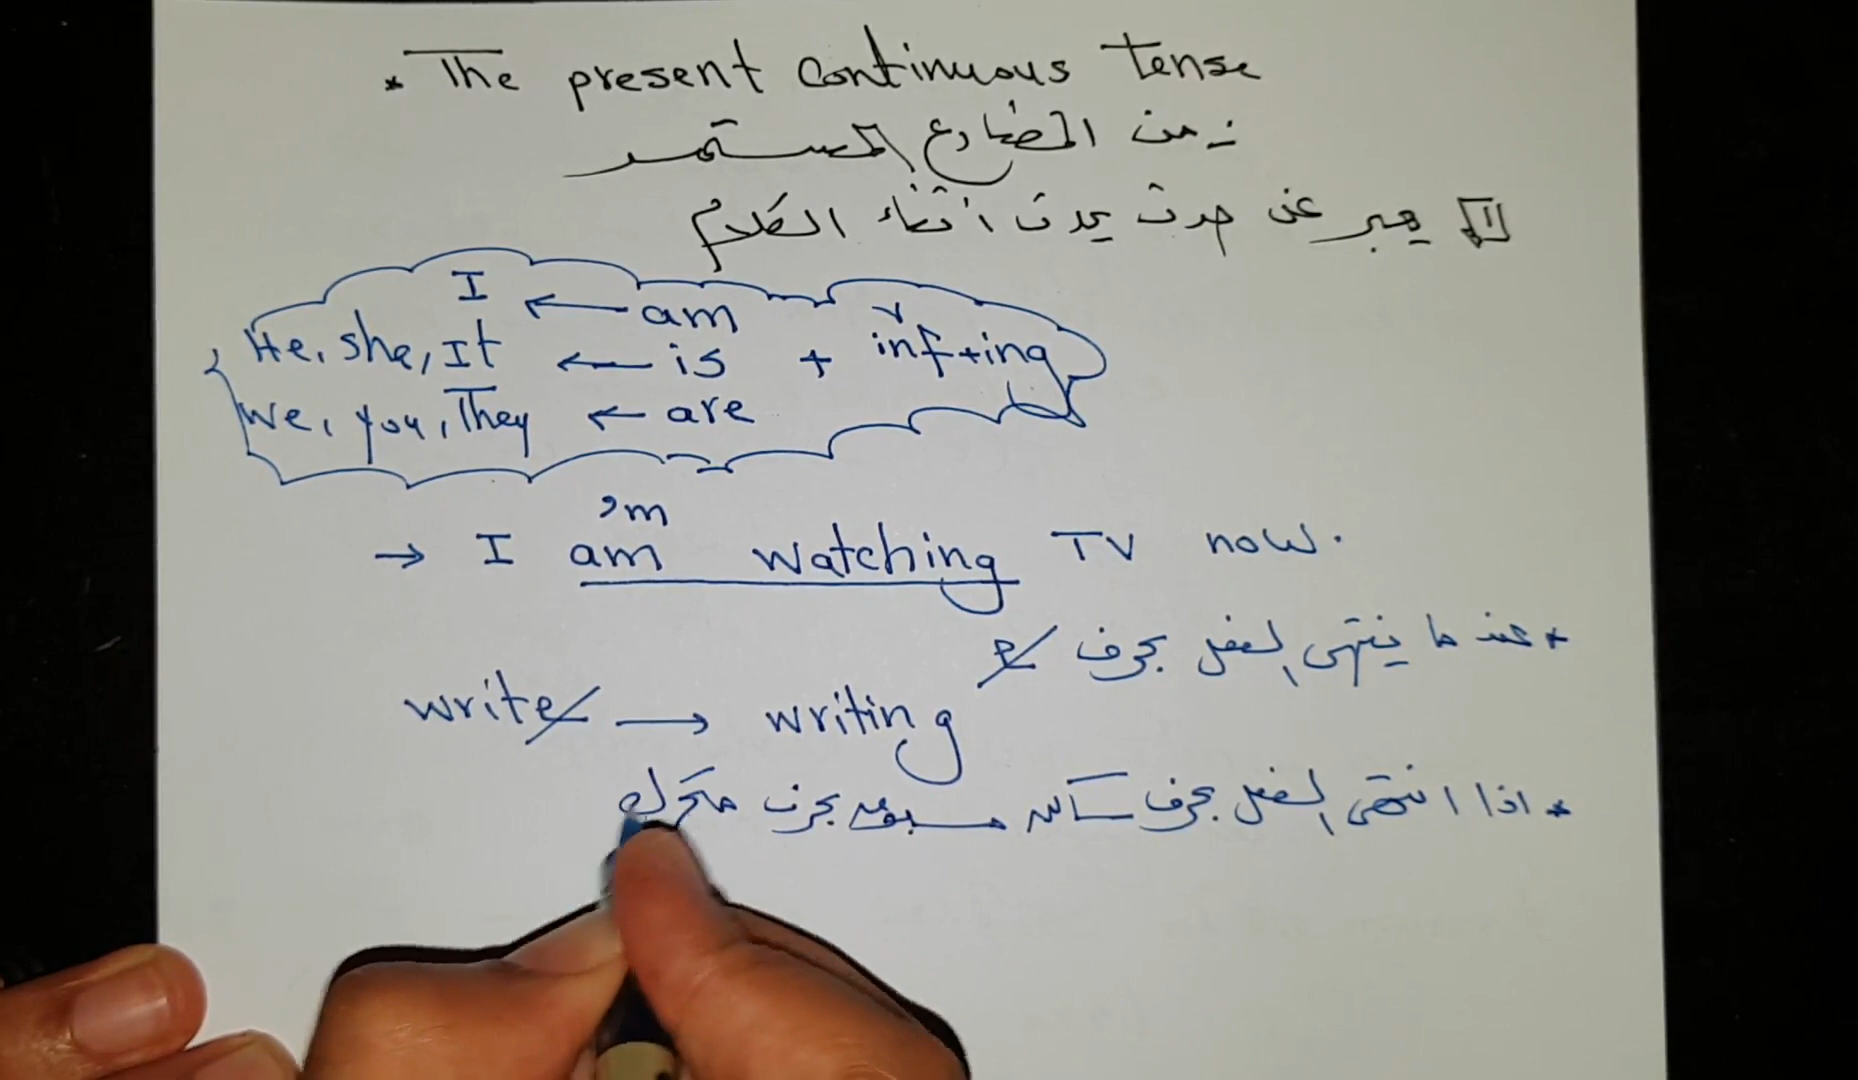 * The present continuous Tense
زمن المضارع المستمر
1 يعبر عن حدث يحدث أثناء الكلام
I ← am
He, she, It ← is + inf + ing
We, you, They ← are
'm
→ I am watching TV now.
* عندما ينتهي الفعل بحرف e
write → writing
* اذا انتهى الفعل بحرف ساكن مسبوق بحرف متحرك